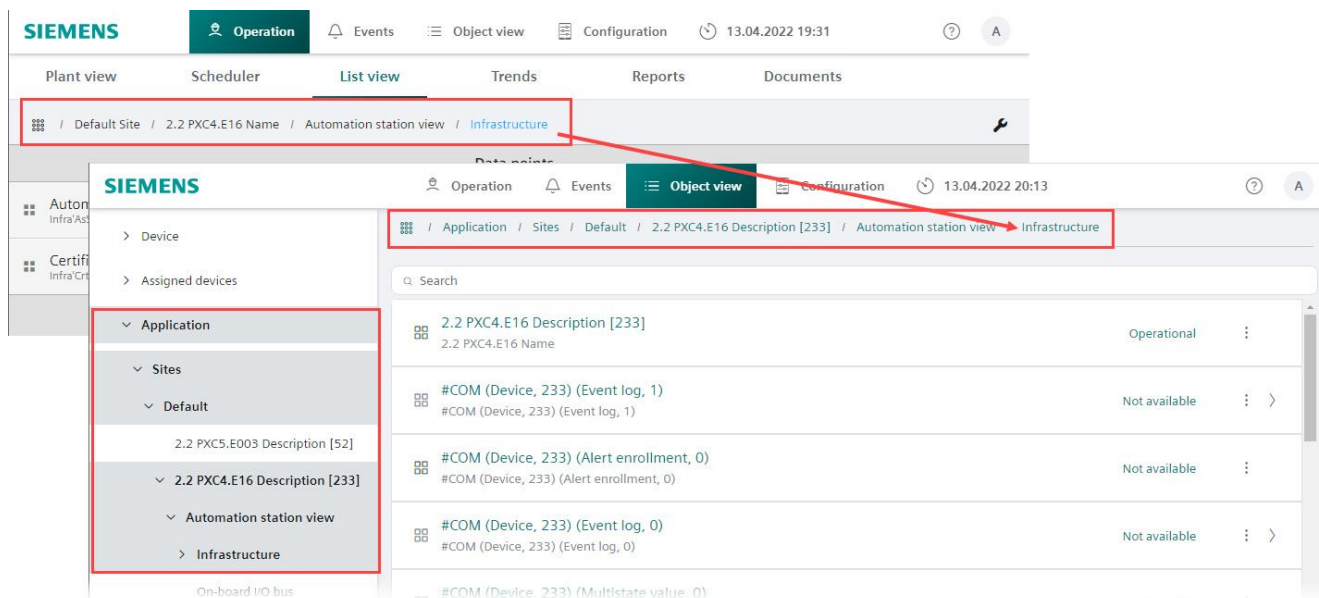 SIEMENS
Operation
Events
Object view
Configuration
13.04.2022 19:31
?
A
Plant view
Scheduler
List view
Trends
Reports
Documents
/ Default Site / 2.2 PXC4.E16 Name / Automation station view / Infrastructure
Data points
Autom
Infra'As
Certifi
Infra'Crt
SIEMENS
Operation
Events
Object view
Configuration
13.04.2022 20:13
?
A
Device
Assigned devices
Application
Sites
Default
2.2 PXC5.E003 Description [52]
2.2 PXC4.E16 Description [233]
Automation station view
Infrastructure
On-board I/O bus
/ Application / Sites / Default / 2.2 PXC4.E16 Description [233] / Automation station view Infrastructure
Search
2.2 PXC4.E16 Description [233]
2.2 PXC4.E16 Name
Operational
#COM (Device, 233) (Event log, 1)
#COM (Device, 233) (Event log, 1)
Not available
#COM (Device, 233) (Alert enrollment, 0)
#COM (Device, 233) (Alert enrollment, 0)
Not available
#COM (Device, 233) (Event log, 0)
#COM (Device, 233) (Event log, 0)
Not available
#COM (Device, 233) (Multistate value, 0)